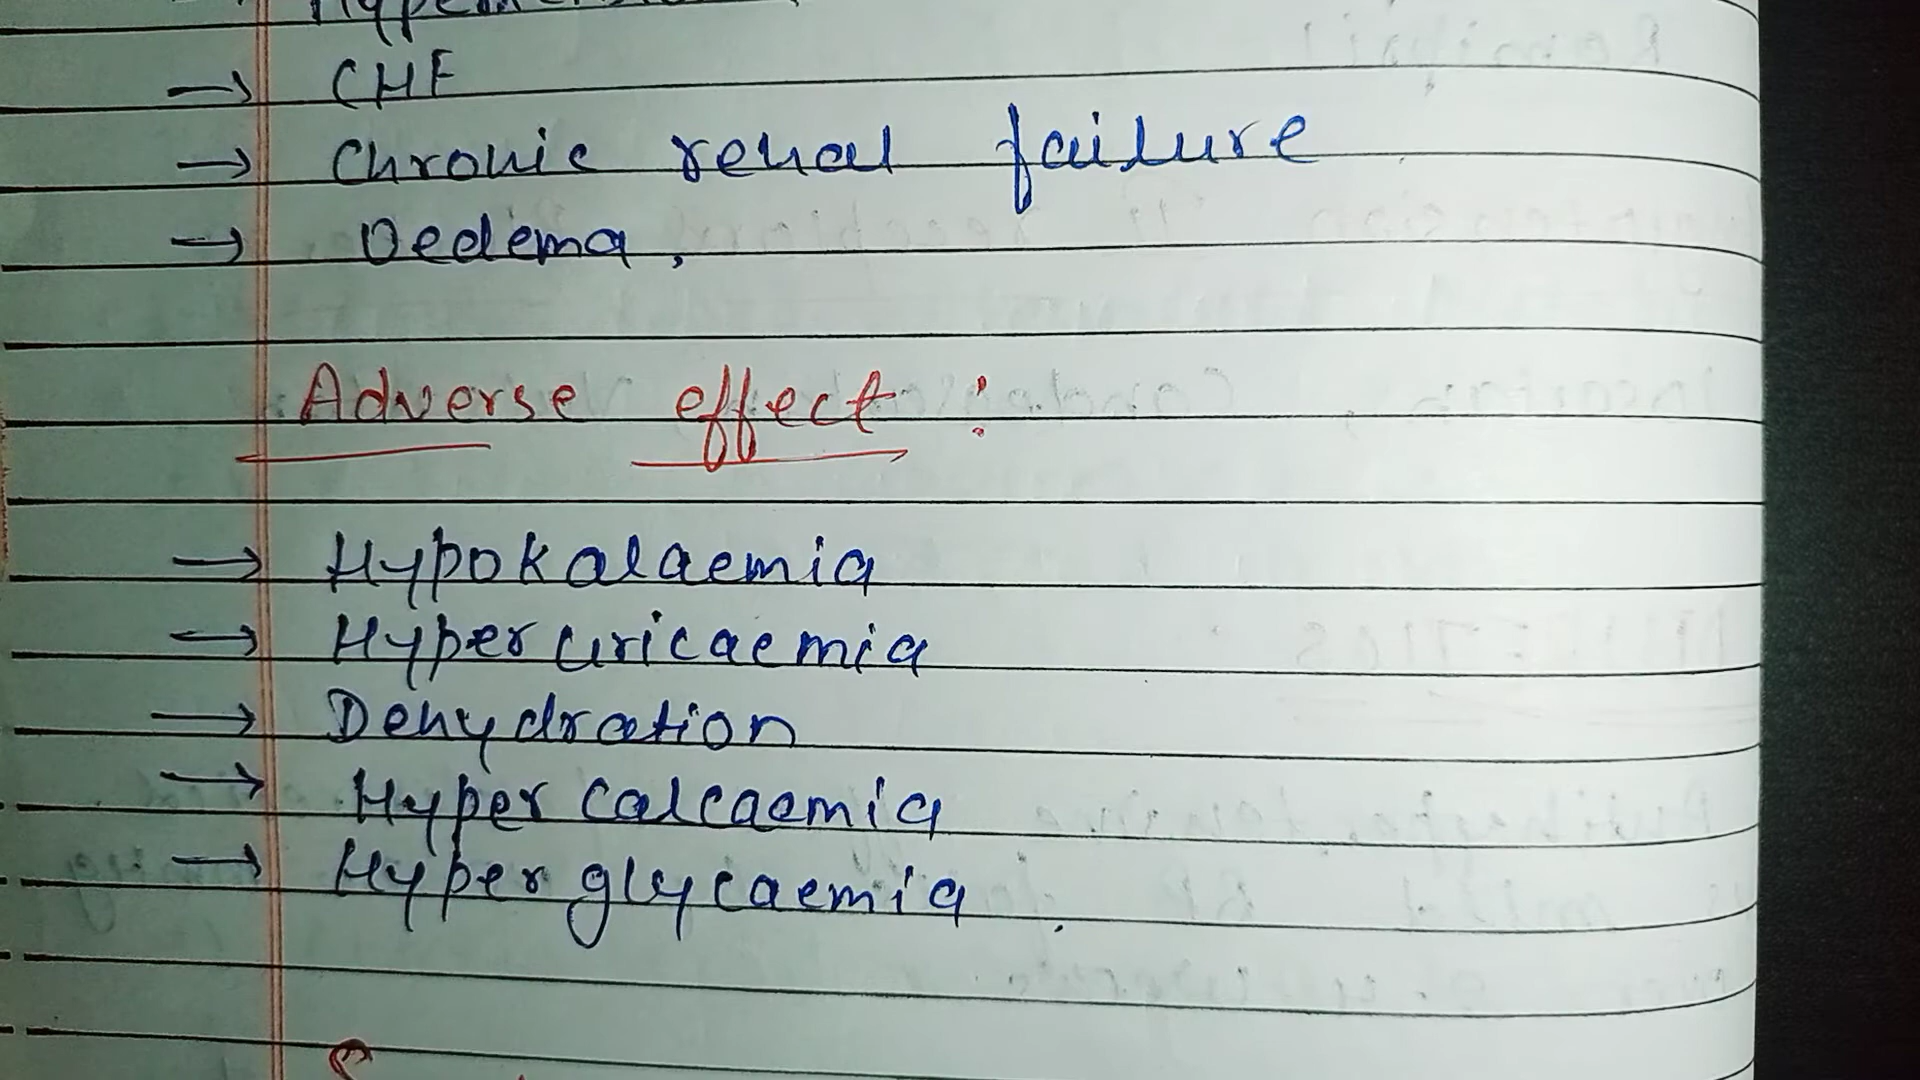 → CHF
→ Chronic renal failure
→ Oedema,
Adverse effect :
→ Hypokalaemia
→ Hyperuricaemia
→ Dehydration
→ Hypercalcaemia
→ Hyperglycaemia.